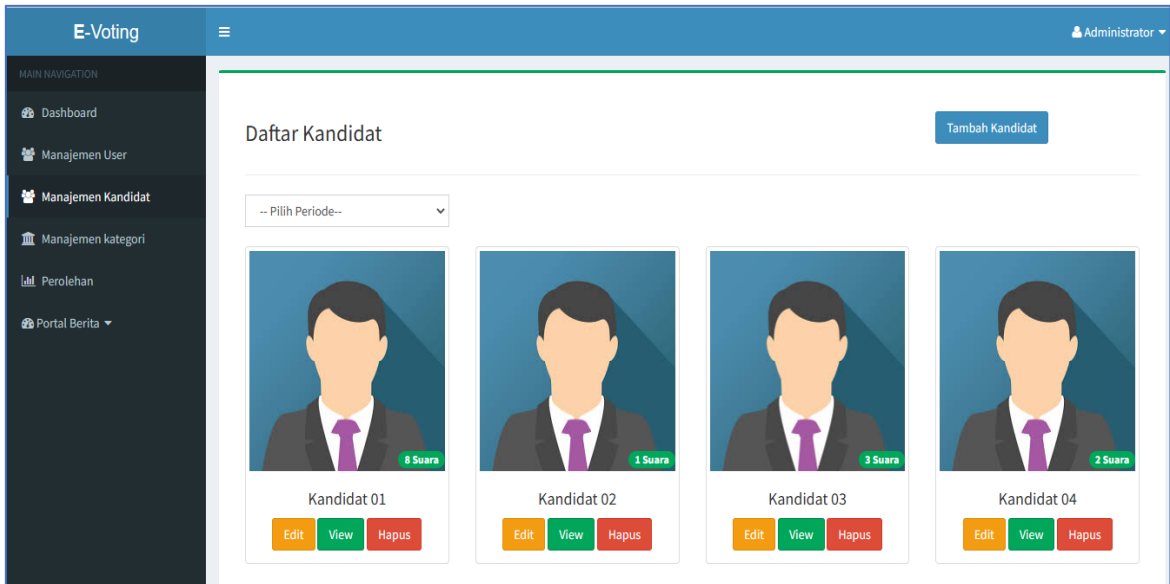 E-Voting
Administrator
MAIN NAVIGATION
Dashboard
Manajemen User
Manajemen Kandidat
Manajemen kategori
Perolehan
Portal Berita
Daftar Kandidat
Tambah Kandidat
-- Pilih Periode--
8 Suara
1 Suara
3 Suara
2 Suara
Kandidat 01
Kandidat 02
Kandidat 03
Kandidat 04
Edit View Hapus
Edit View Hapus
Edit View Hapus
Edit View Hapus